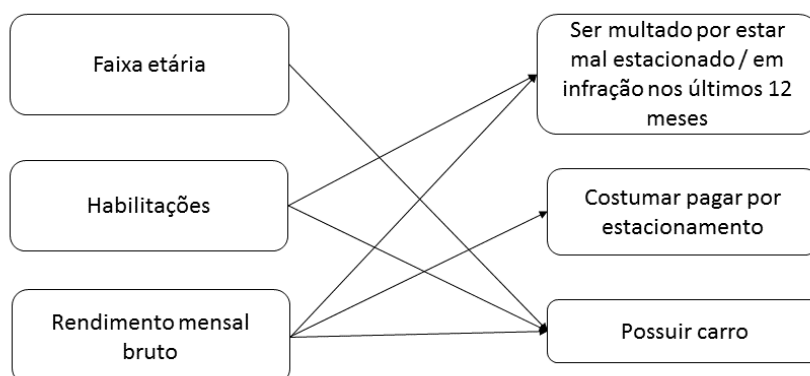 Faixa etária
Habilitações
Rendimento mensal
bruto
Ser multado por estar
mal estacionado / em
infração nos últimos 12
meses
Costumar pagar por
estacionamento
Possuir carro